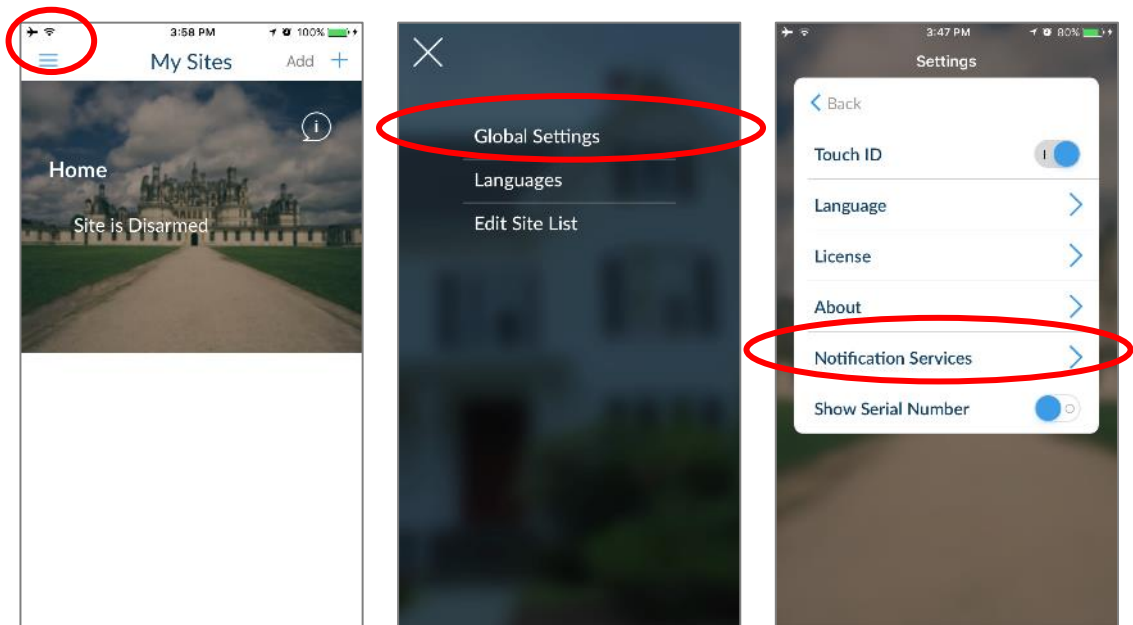 3:58 PM
100%
My Sites
Add +
i
Home
Site is Disarmed
Global Settings
Languages
Edit Site List
3:47 PM
80%
Settings
Back
Touch ID
Language
License
About
Notification Services
Show Serial Number